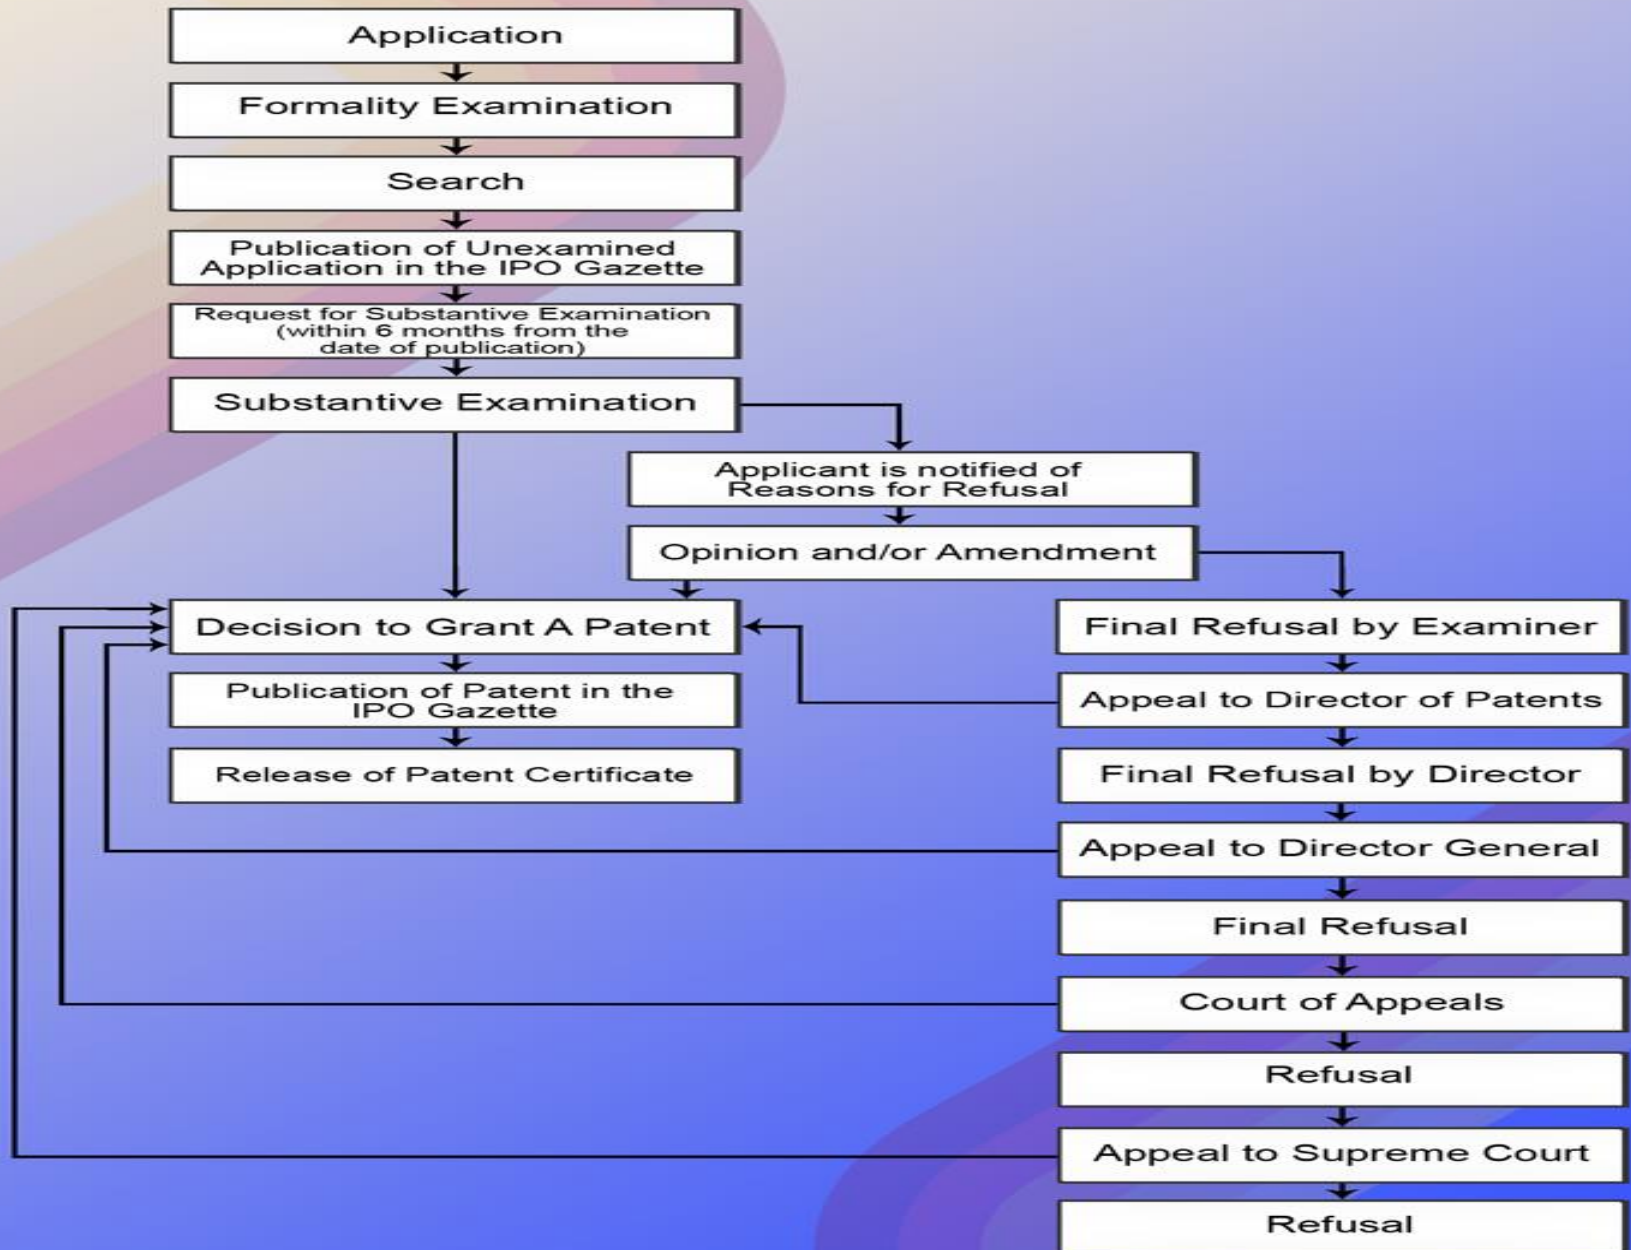 Application
Formality Examination
Search
Publication of Unexamined
Application in the IPO Gazette
Request for Substantive Examination
(within 6 months from the
date of publication)
Substantive Examination
Applicant is notified of
Reasons for Refusal
Opinion and/or Amendment
Decision to Grant A Patent
Final Refusal by Examiner
Publication of Patent in the
IPO Gazette
Appeal to Director of Patents
Release of Patent Certificate
Final Refusal by Director
Appeal to Director General
Final Refusal
Court of Appeals
Refusal
Appeal to Supreme Court
Refusal